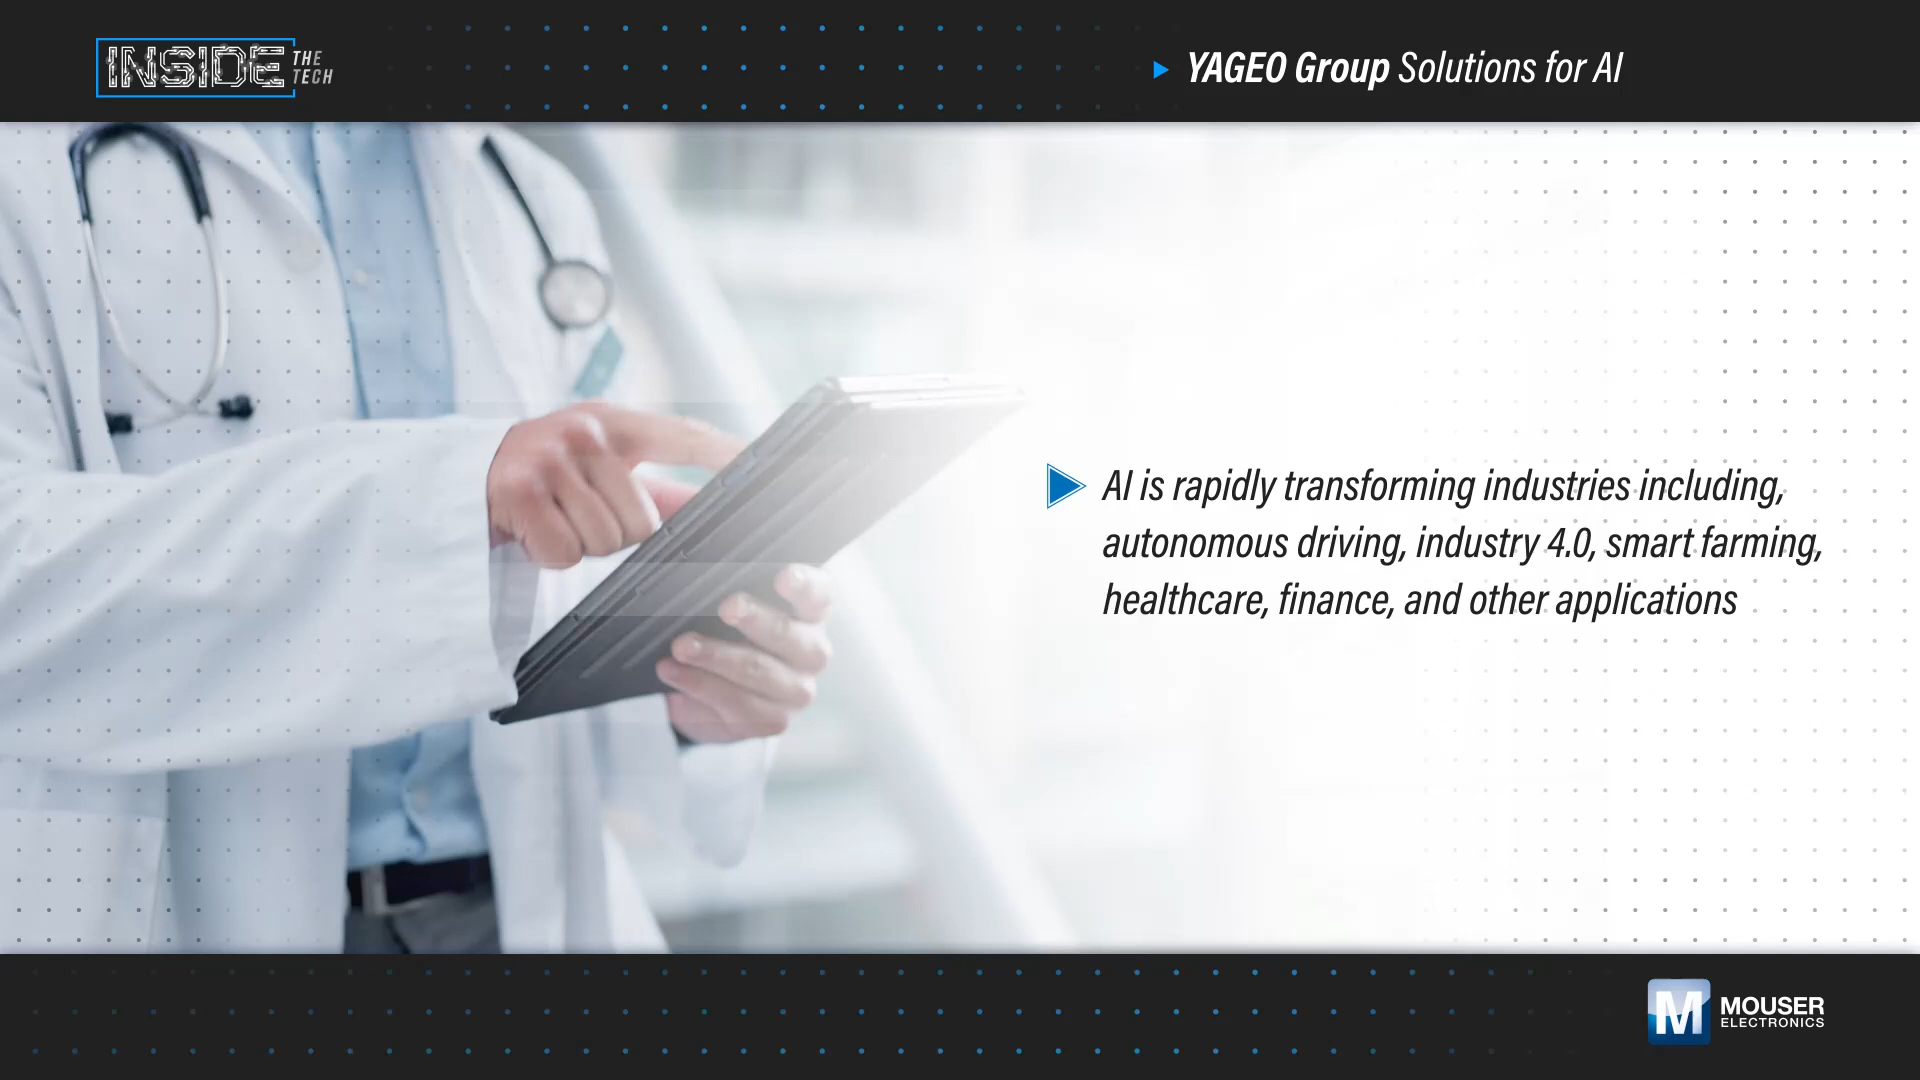 INSIDE THE TECH
YAGEO Group Solutions for AI
AI is rapidly transforming industries including,
autonomous driving, industry 4.0, smart farming,
healthcare, finance, and other applications
M MOUSER
ELECTRONICS